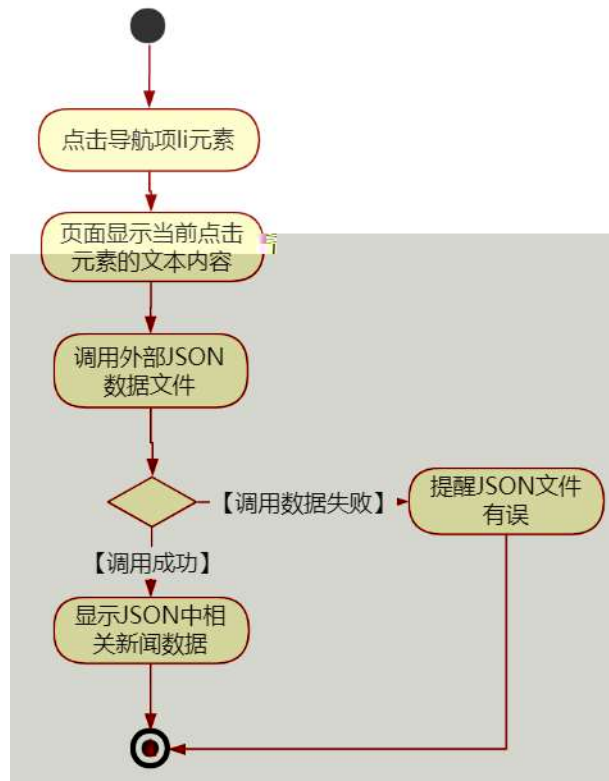 点击导航项li元素
页面显示当前点击
元素的文本内容
调用外部JSON
数据文件
【调用数据失败】
提醒JSON文件
有误
【调用成功】
显示JSON中相
关新闻数据